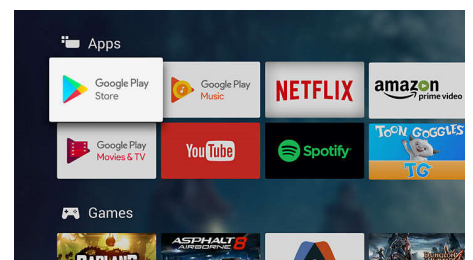 Apps
Google Play
Store
Google Play
Music
NETFLIX
amazon
prime video
Google Play
Movies & TV
YouTube
Spotify
TOON GOGGLES
TG
Games
BADLAND
ASPHALT 8
AIRBORNE